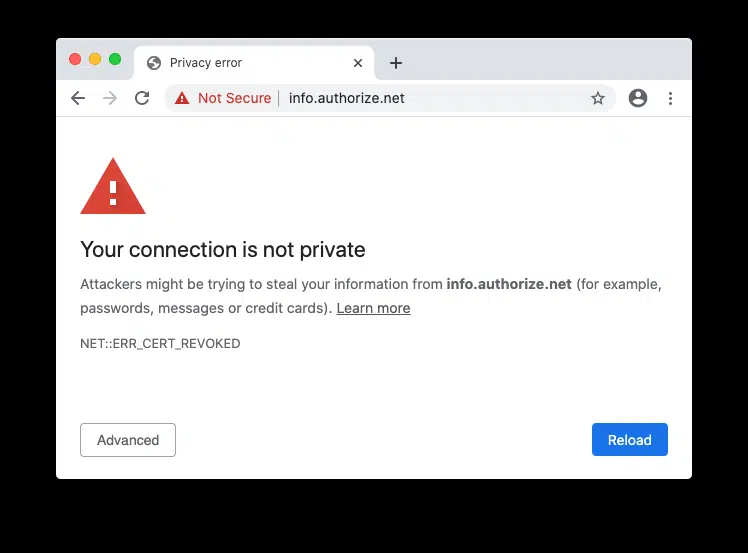 Privacy error
Not Secure info.authorize.net
Your connection is not private
Attackers might be trying to steal your information from info.authorize.net (for example,
passwords, messages or credit cards). Learn more
NET::ERR_CERT_REVOKED
Advanced
Reload